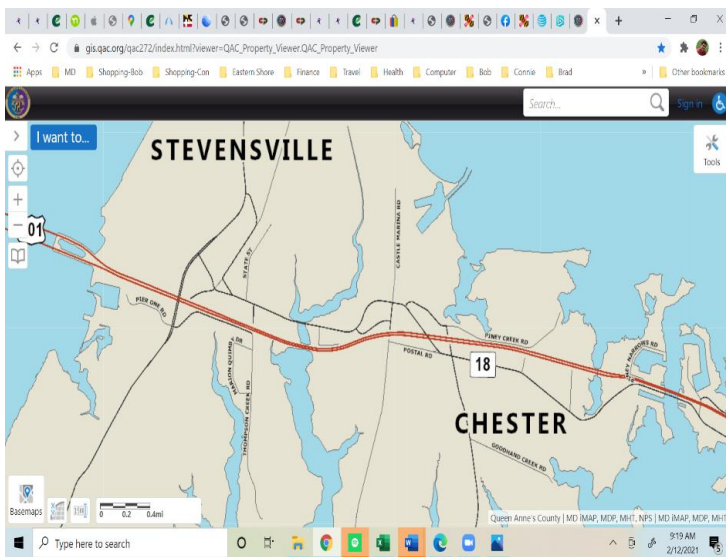 gis.qac.org/qac272/index.html?viewer=QAC_Property_Viewer.QAC_Property_Viewer
Apps MD Shopping-Bob Shopping-Con Eastern Shore Finance Travel Health Computer Bob Connie Brad » Other bookmarks
Search... Sign in
I want to...
Tools
STEVENSVILLE
01
CASTLE MARINA RD
STATE ST
PIER ONE RD
PINEY CREEK RD
POSTAL RD
18
MARION QUIMBY DR
THOMPSON CREEK RD
CHESTER
GOODHAND CREEK RD
Basemaps
0 0.2 0.4mi
Queen Anne's County | MD iMAP, MDP, MHT, NPS | MD iMAP, MDP, MHT
Type here to search
9:19 AM
2/12/2021